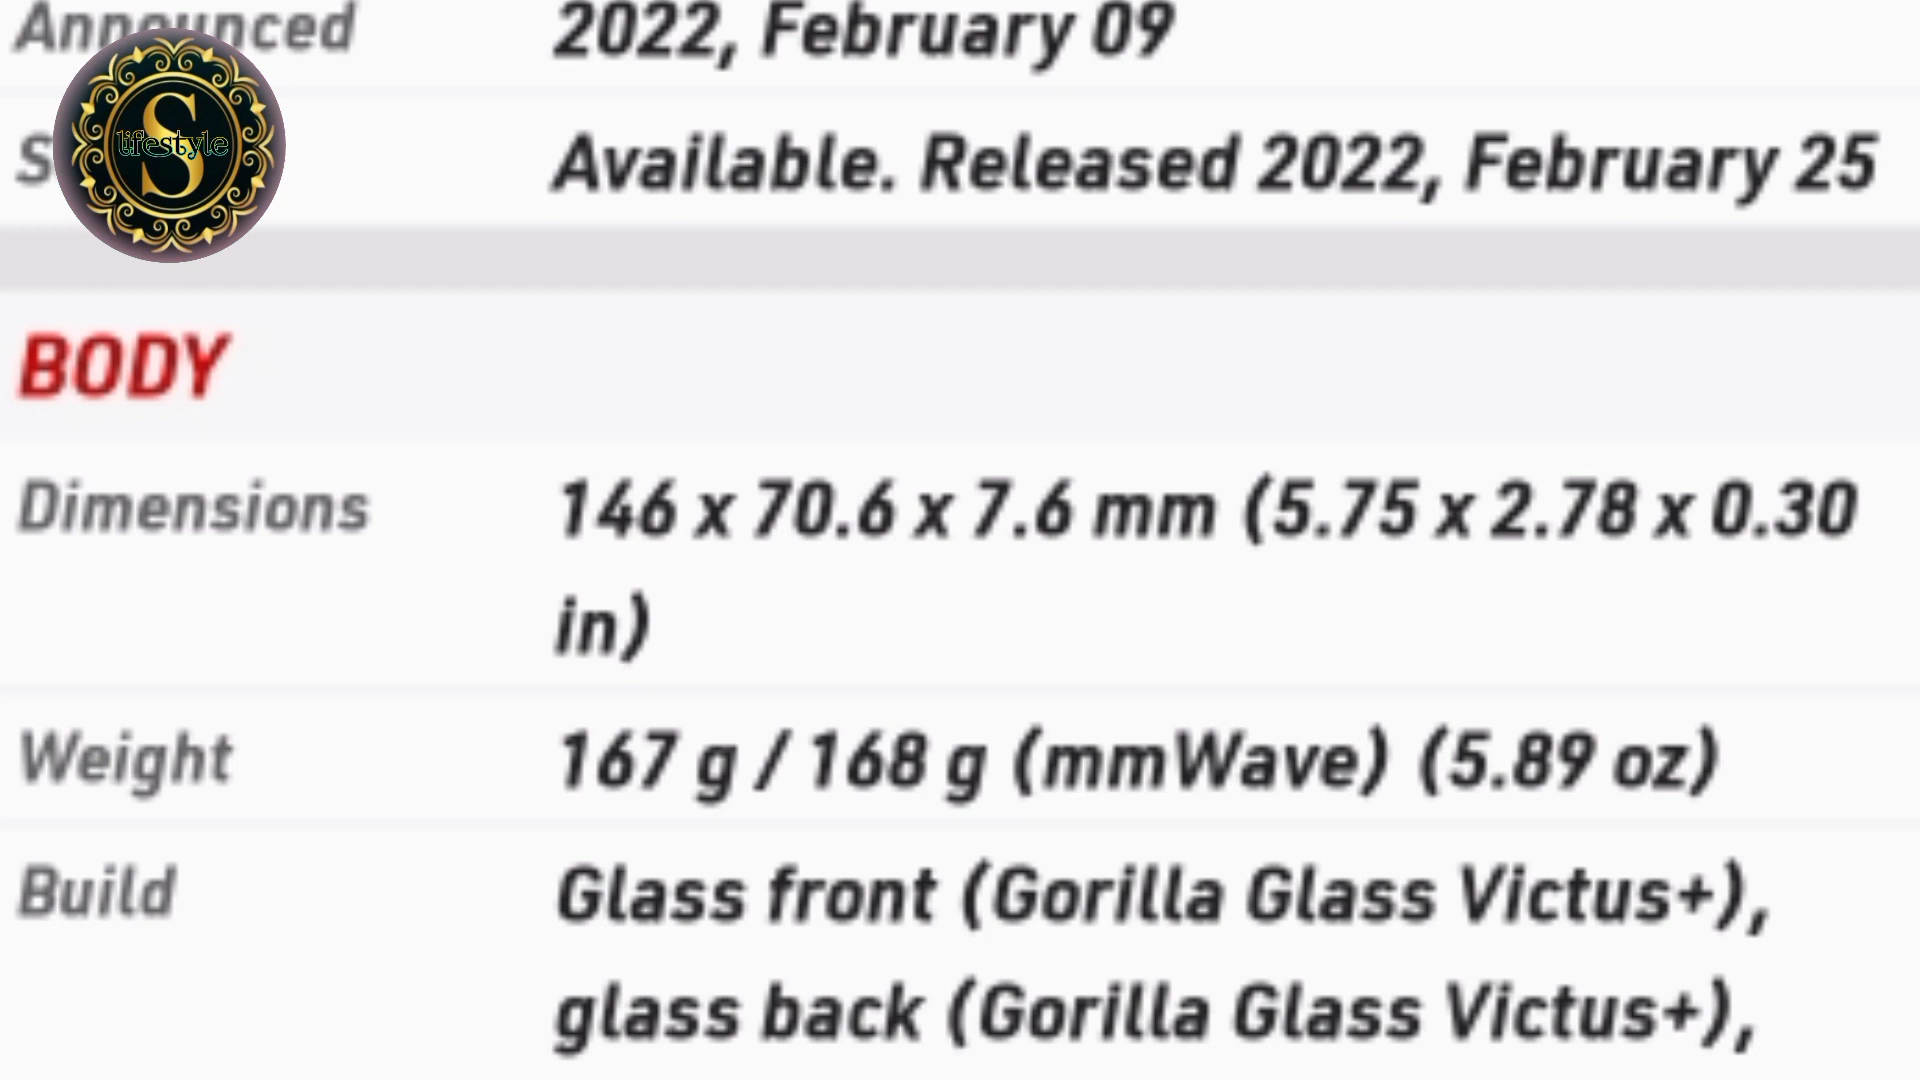 Announced 2022, February 09
S lifestyle
Available. Released 2022, February 25
BODY
Dimensions 146 x 70.6 x 7.6 mm (5.75 x 2.78 x 0.30
in)
Weight 167 g / 168 g (mmWave) (5.89 oz)
Build Glass front (Gorilla Glass Victus+),
glass back (Gorilla Glass Victus+),